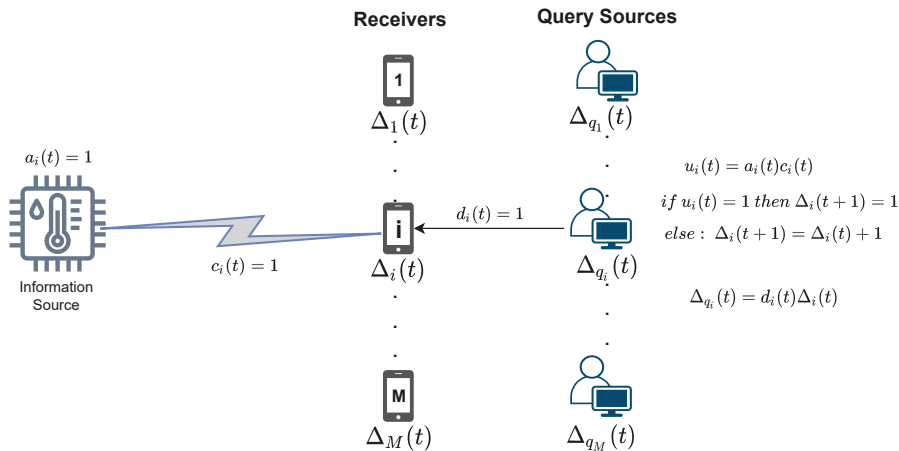 Receivers
Query Sources
1
Δ₁(t)
Δ_{q₁}(t)
a_i(t) = 1
u_i(t) = a_i(t)c_i(t)
if u_i(t) = 1 then Δ_i(t + 1) = 1
else : Δ_i(t + 1) = Δ_i(t) + 1
d_i(t) = 1
i
c_i(t) = 1
Δ_i(t)
Δ_{q_i}(t)
Information
Source
Δ_{q_i}(t) = d_i(t)Δ_i(t)
M
Δ_M(t)
Δ_{q_M}(t)